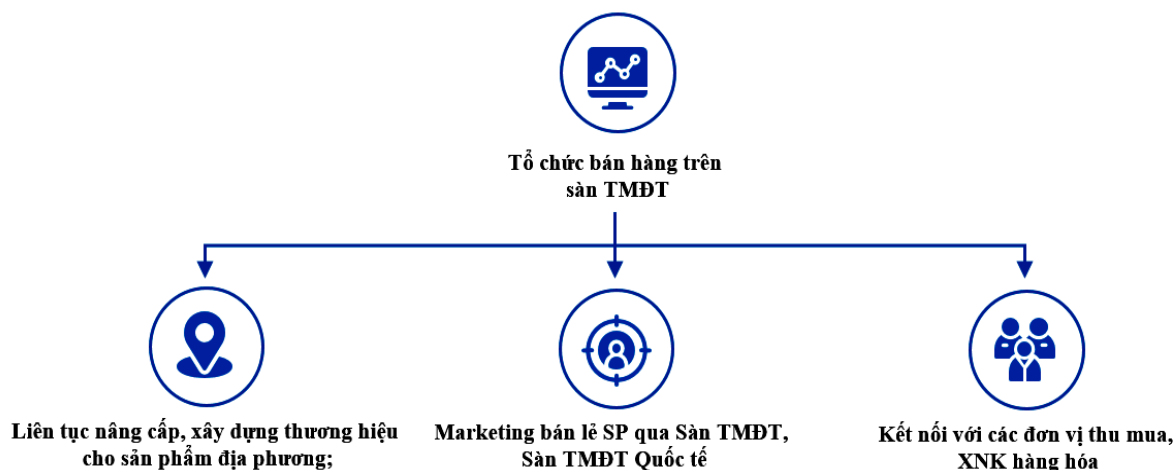 Tổ chức bán hàng trên
sàn TMĐT
Liên tục nâng cấp, xây dựng thương hiệu
cho sản phẩm địa phương;
Marketing bán lẻ SP qua Sàn TMĐT,
Sàn TMĐT Quốc tế
Kết nối với các đơn vị thu mua,
XNK hàng hóa